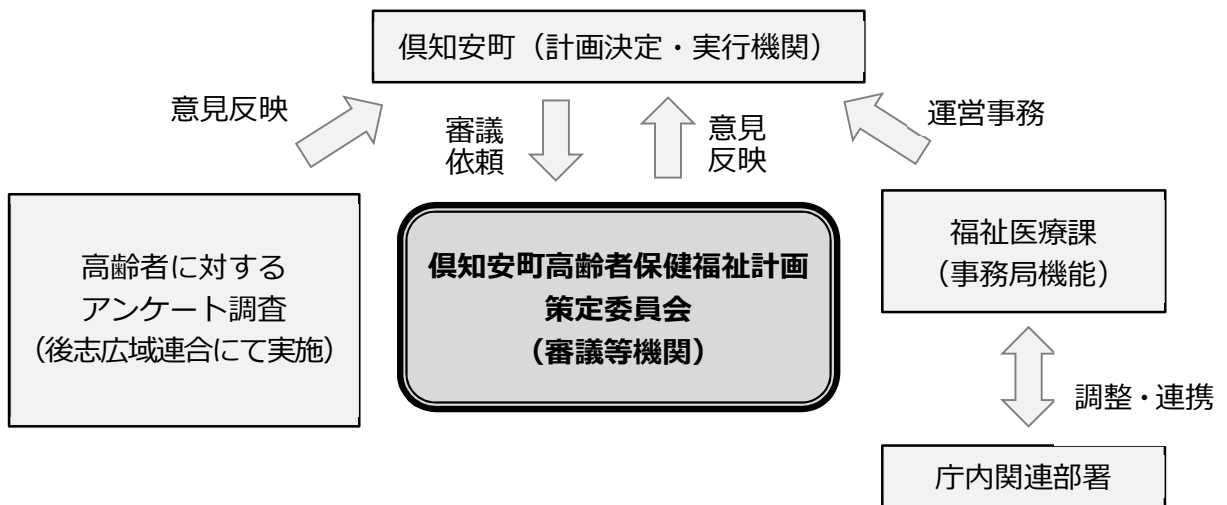 倶知安町（計画決定・実行機関）
意見反映
審議
依頼
意見
反映
運営事務
高齢者に対する
アンケート調査
（後志広域連合にて実施）
倶知安町高齢者保健福祉計画
策定委員会
（審議等機関）
福祉医療課
（事務局機能）
調整・連携
庁内関連部署